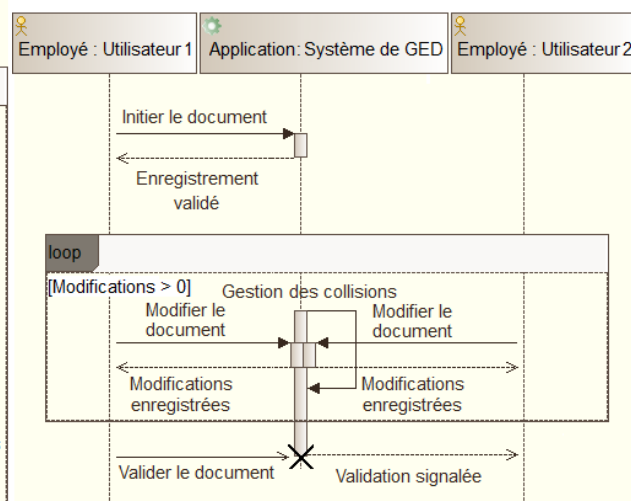 Employé : Utilisateur 1
Application: Système de GED
Employé : Utilisateur 2
Initier le document
Enregistrement
validé
loop
[Modifications > 0]
Gestion des collisions
Modifier le
document
Modifier le
document
Modifications
enregistrées
Modifications
enregistrées
Valider le document
Validation signalée